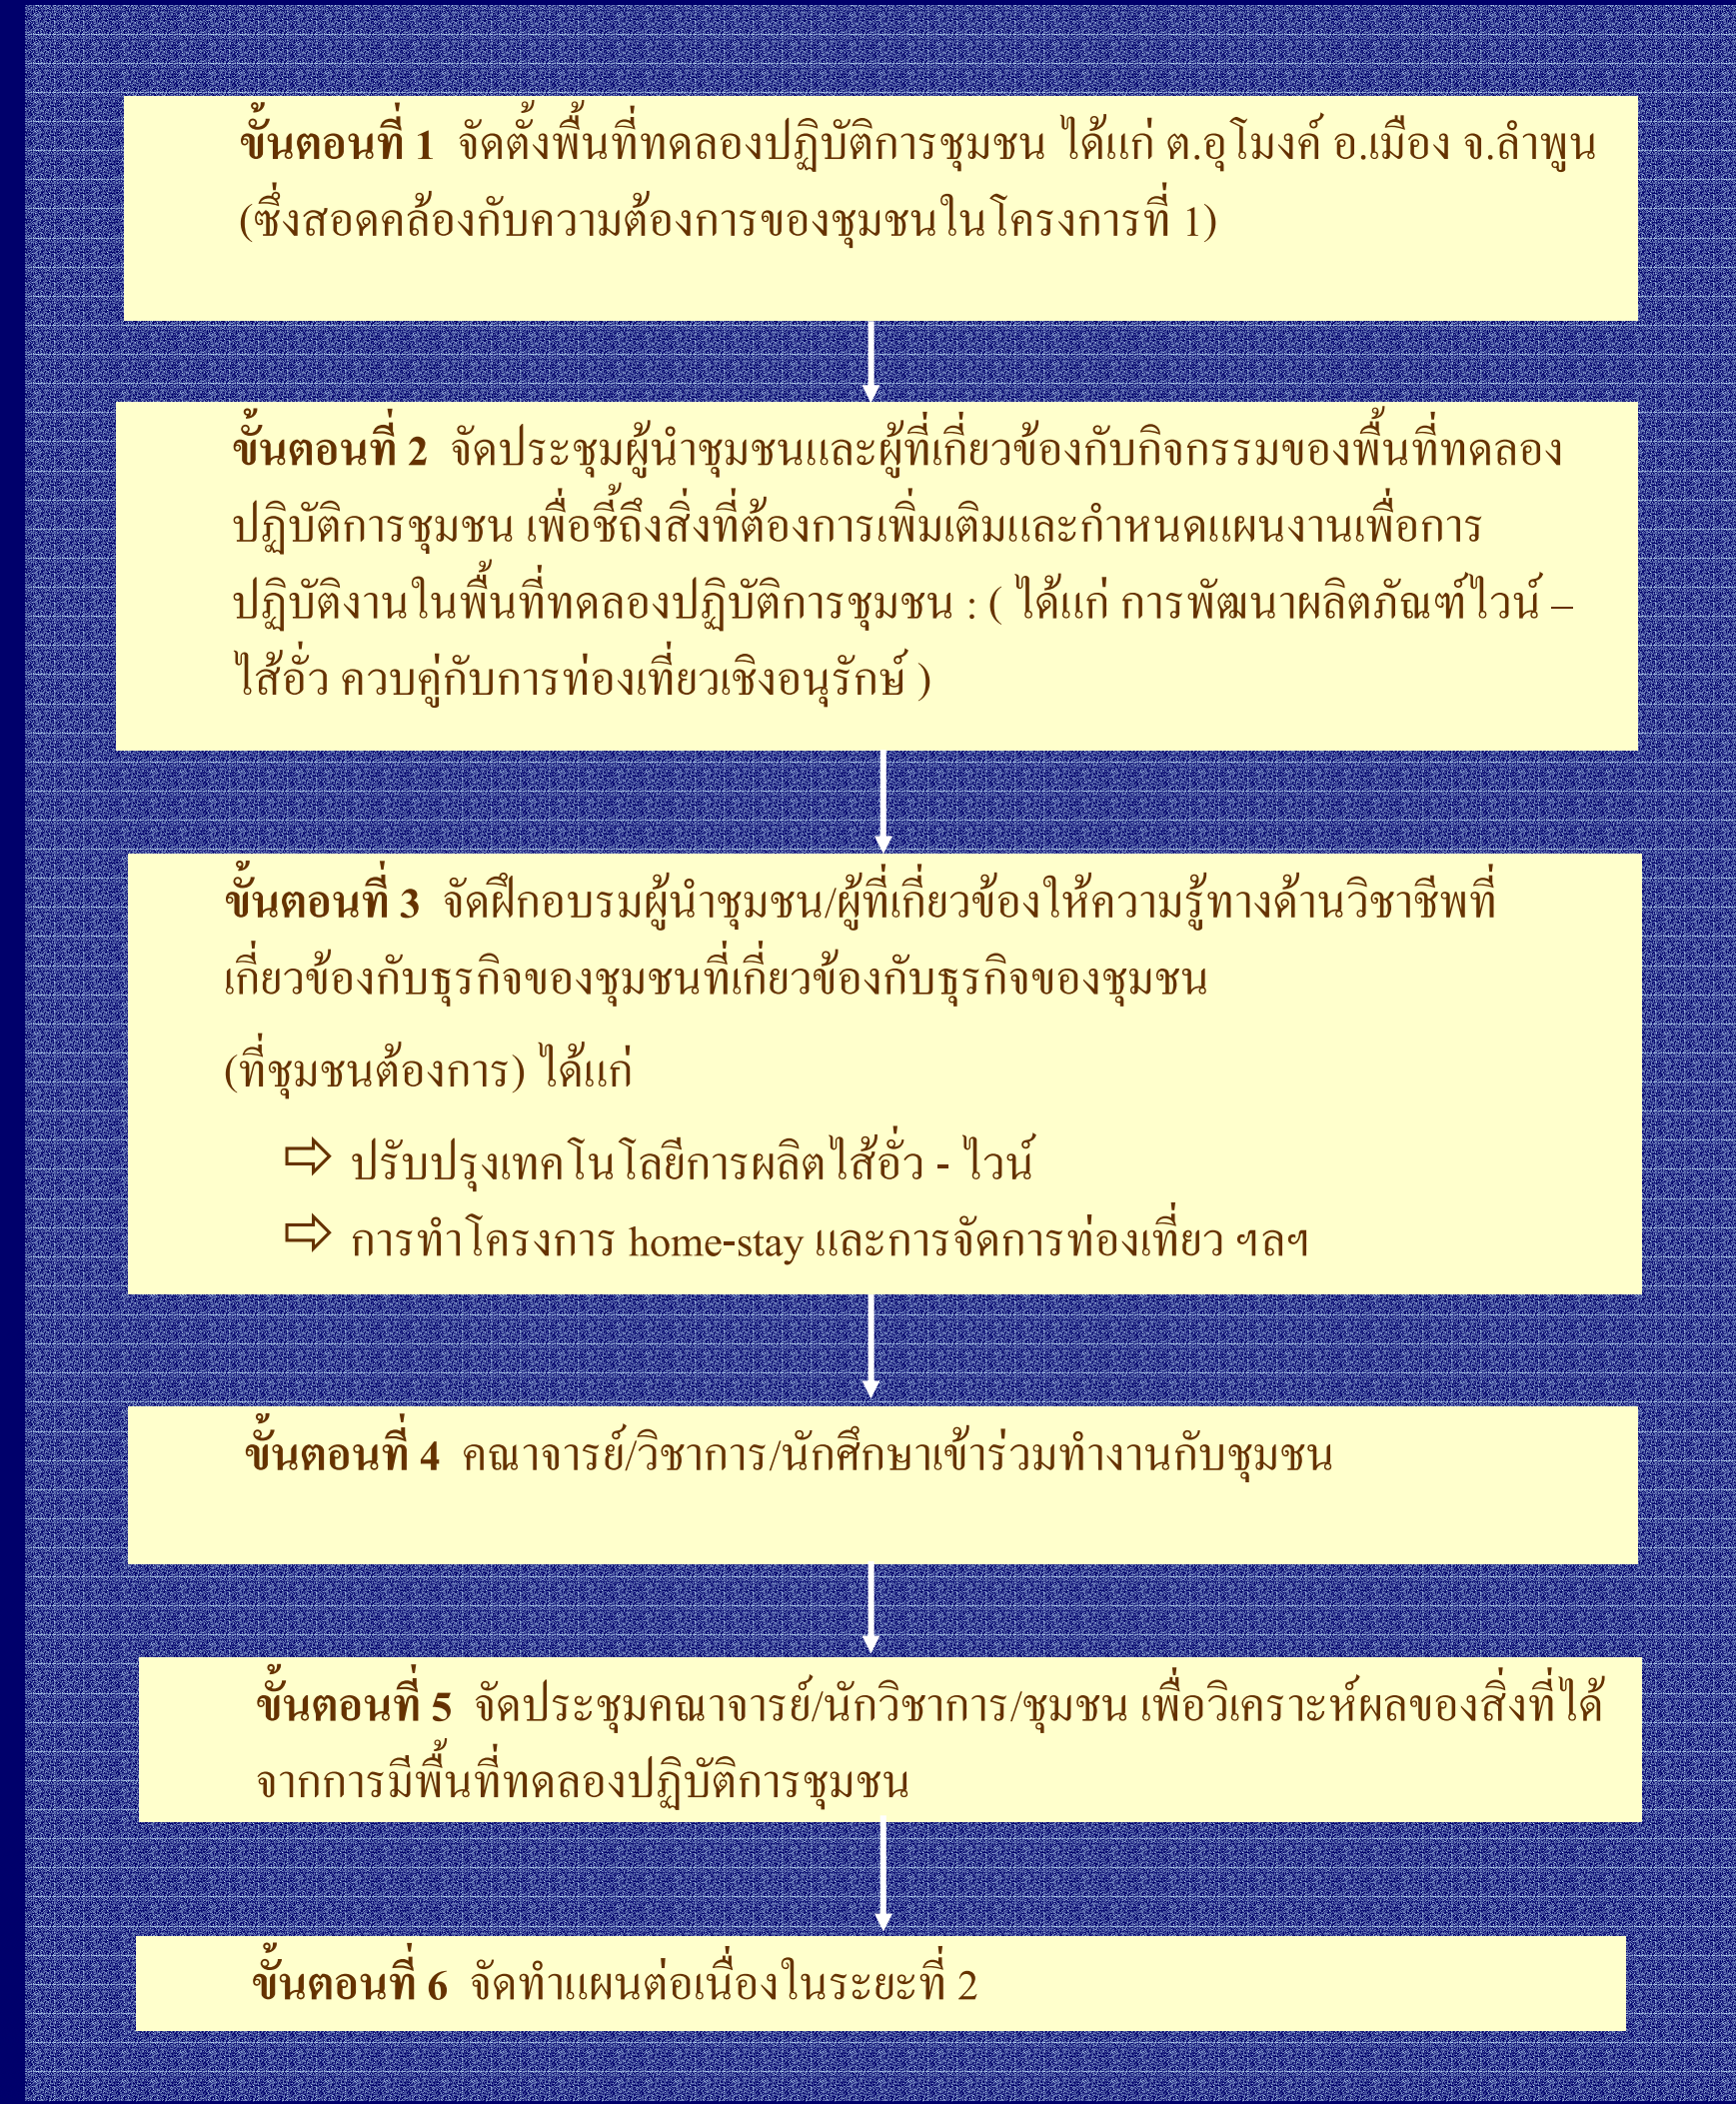 ขั้นตอนที่ 1 จัดตั้งพื้นที่ทดลองปฏิบัติการชุมชน ได้แก่ ต.อุโมงค์ อ.เมือง จ.ลำพูน
(ซึ่งสอดคล้องกับความต้องการของชุมชนในโครงการที่ 1)
ขั้นตอนที่ 2 จัดประชุมผู้นำชุมชนและผู้ที่เกี่ยวข้องกับกิจกรรมของพื้นที่ทดลอง
ปฏิบัติการชุมชน เพื่อชี้ถึงสิ่งที่ต้องการเพิ่มเติมและกำหนดแผนงานเพื่อการ
ปฏิบัติงานในพื้นที่ทดลองปฏิบัติการชุมชน : ( ได้แก่ การพัฒนาผลิตภัณฑ์ไวน์ –
ไส้อั่ว ควบคู่กับการท่องเที่ยวเชิงอนุรักษ์ )
ขั้นตอนที่ 3 จัดฝึกอบรมผู้นำชุมชน/ผู้ที่เกี่ยวข้องให้ความรู้ทางด้านวิชาชีพที่
เกี่ยวข้องกับธุรกิจของชุมชนที่เกี่ยวข้องกับธุรกิจของชุมชน
(ที่ชุมชนต้องการ) ได้แก่
⇨ ปรับปรุงเทคโนโลยีการผลิตไส้อั่ว - ไวน์
⇨ การทำโครงการ home-stay และการจัดการท่องเที่ยว ฯลฯ
ขั้นตอนที่ 4 คณาจารย์/วิชาการ/นักศึกษาเข้าร่วมทำงานกับชุมชน
ขั้นตอนที่ 5 จัดประชุมคณาจารย์/นักวิชาการ/ชุมชน เพื่อวิเคราะห์ผลของสิ่งที่ได้
จากการมีพื้นที่ทดลองปฏิบัติการชุมชน
ขั้นตอนที่ 6 จัดทำแผนต่อเนื่องในระยะที่ 2